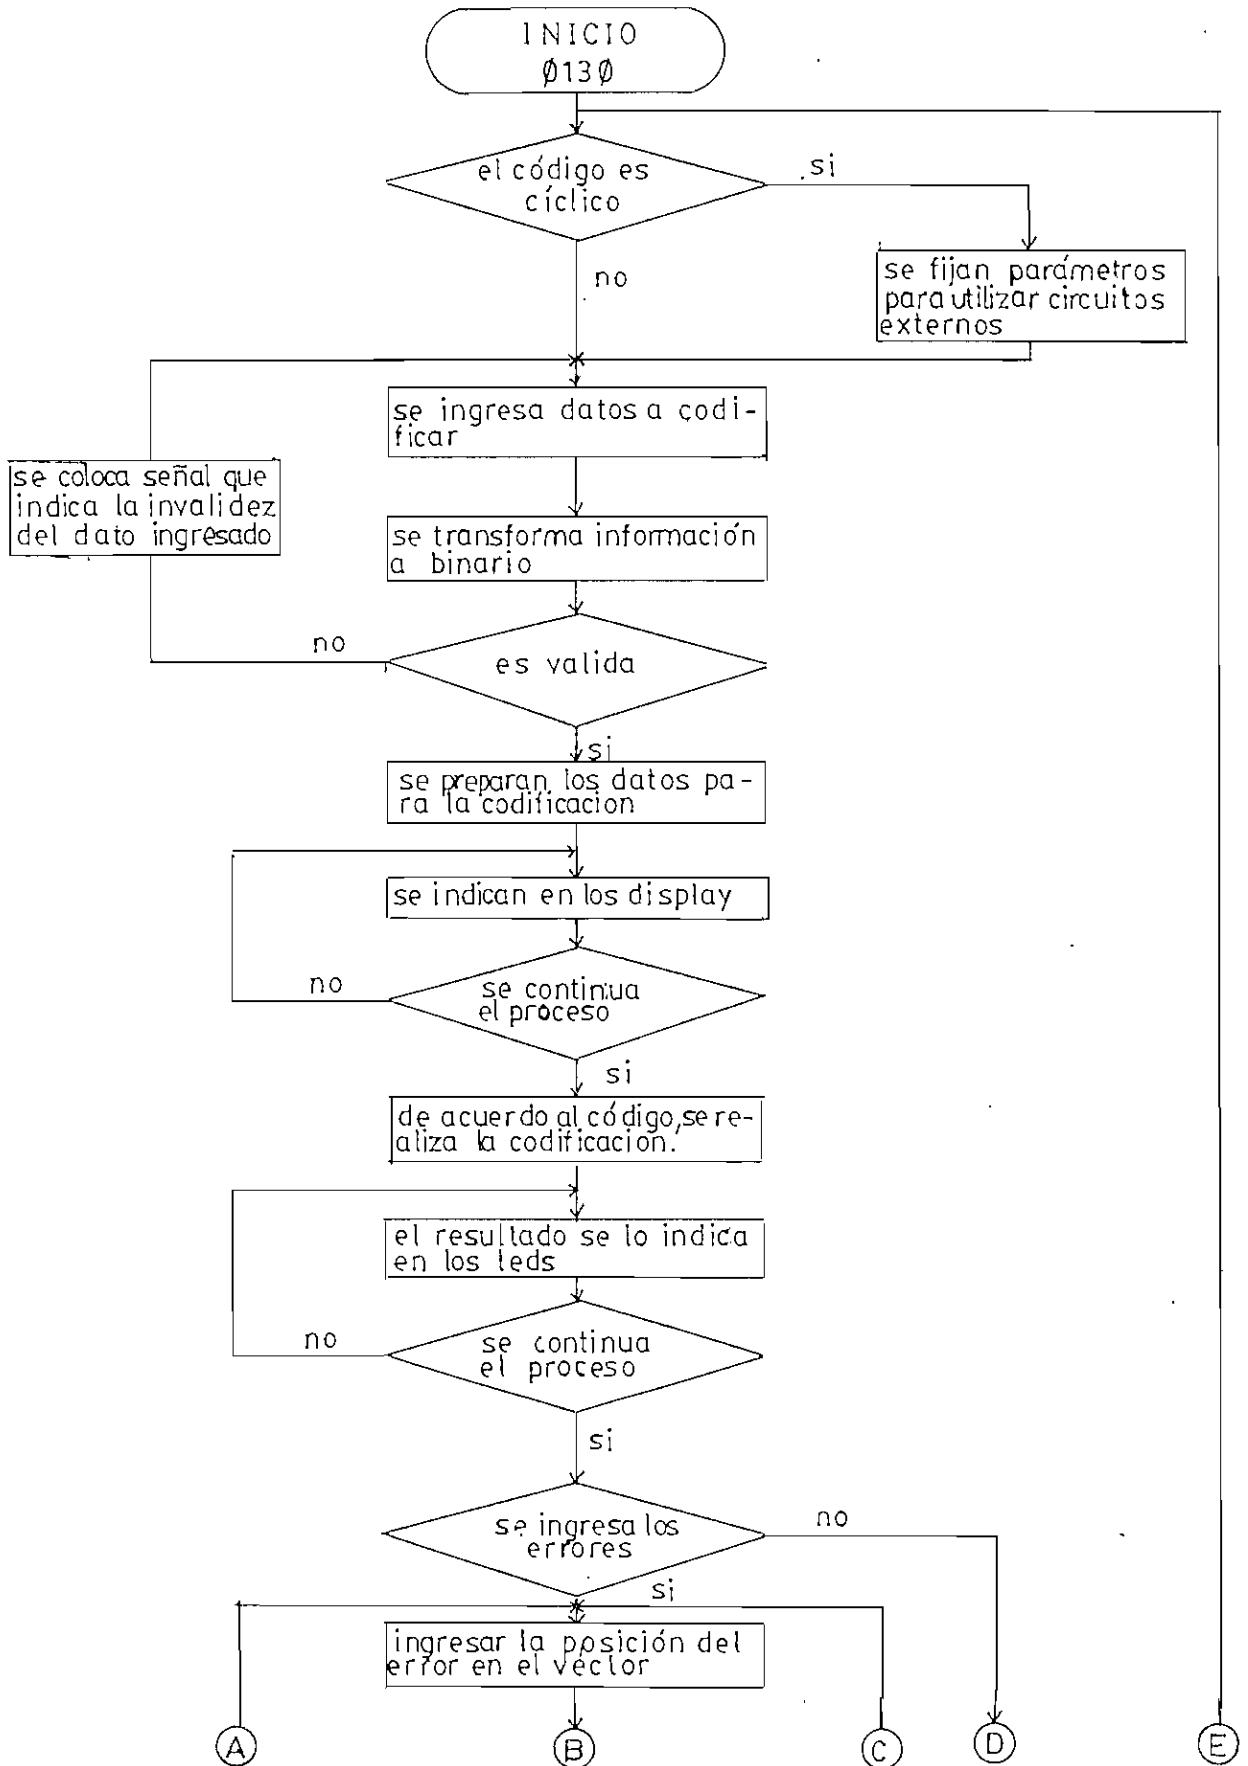 INICIO
Ø13Ø
el código es
cíclico
si
no
se fijan parámetros
para utilizar circuitos
externos
se ingresa datos a codi-
ficar
se coloca señal que
indica la invalidez
del dato ingresado
se transforma información
a binario
no
es valida
si
se preparan los datos pa-
ra la codificacion
se indican en los display
no
se continua
el proceso
si
de acuerdo al código, se re-
aliza la codificacion.
el resultado se lo indica
en los leds
no
se continua
el proceso
si
se ingresa los
errores
no
si
ingresar la posición del
error en el vector
A
B
C
D
E